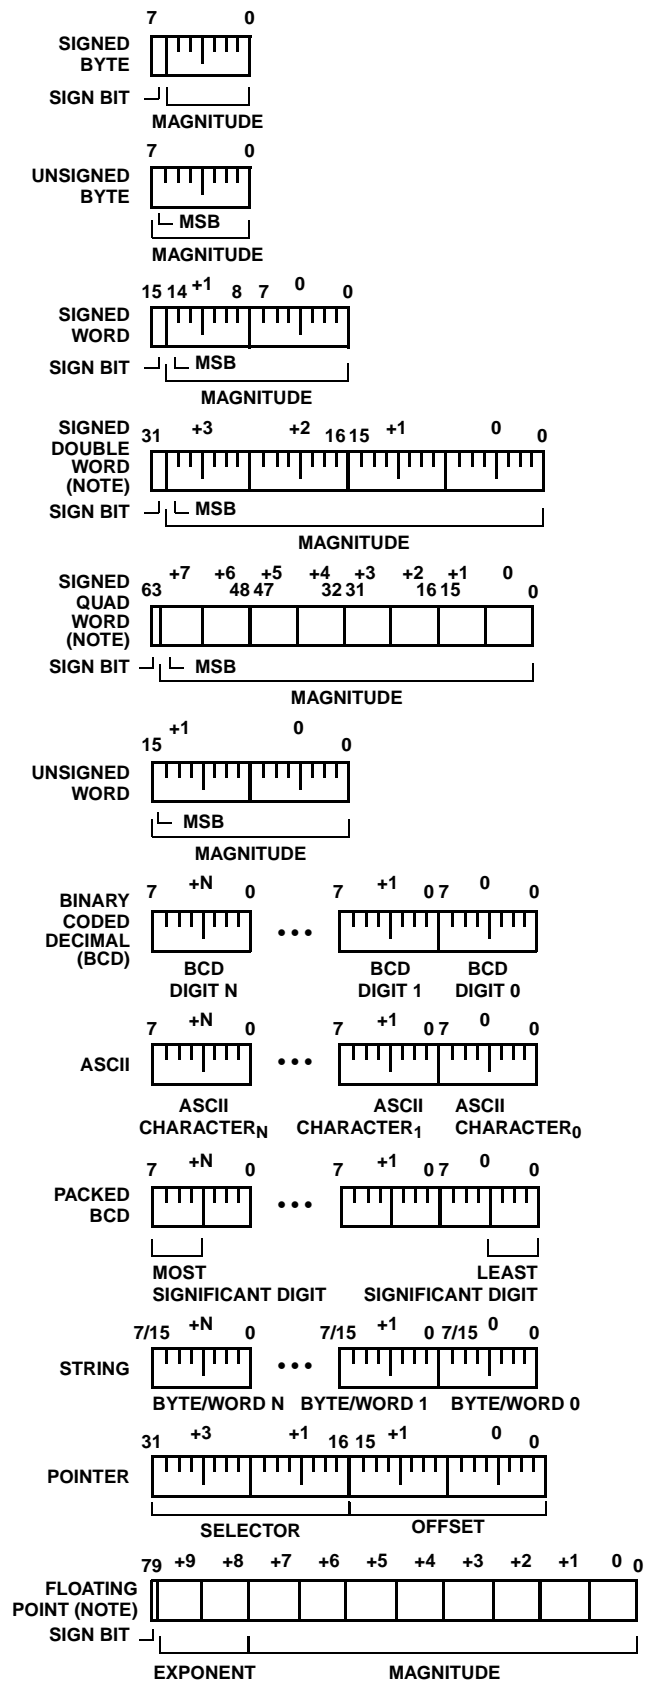 7 0
SIGNED
BYTE
SIGN BIT
MAGNITUDE
7 0
UNSIGNED
BYTE
MSB
MAGNITUDE
15 14 +1 8 7 0 0
SIGNED
WORD
SIGN BIT MSB
MAGNITUDE
SIGNED
DOUBLE
WORD
(NOTE)
31 +3 +2 16 15 +1 0 0
SIGN BIT MSB
MAGNITUDE
SIGNED
QUAD
WORD
(NOTE)
+7 +6 +5 +4 +3 +2 +1 0
63 48 47 32 31 16 15 0
SIGN BIT MSB
MAGNITUDE
+1 0
15 0
UNSIGNED
WORD
MSB
MAGNITUDE
BINARY
CODED
DECIMAL
(BCD)
7 +N 0 7 +1 0 7 0 0
•••
BCD BCD BCD
DIGIT N DIGIT 1 DIGIT 0
7 +N 0 7 +1 0 7 0 0
ASCII •••
ASCII ASCII ASCII
CHARACTERN CHARACTER1 CHARACTER0
7 +N 0 7 +1 0 7 0 0
PACKED
BCD
•••
MOST LEAST
SIGNIFICANT DIGIT SIGNIFICANT DIGIT
7/15 +N 0 7/15 +1 0 7/15 0 0
STRING •••
BYTE/WORD N BYTE/WORD 1 BYTE/WORD 0
31 +3 +1 16 15 +1 0 0
POINTER
SELECTOR OFFSET
79 +9 +8 +7 +6 +5 +4 +3 +2 +1 0 0
FLOATING
POINT (NOTE)
SIGN BIT
EXPONENT MAGNITUDE